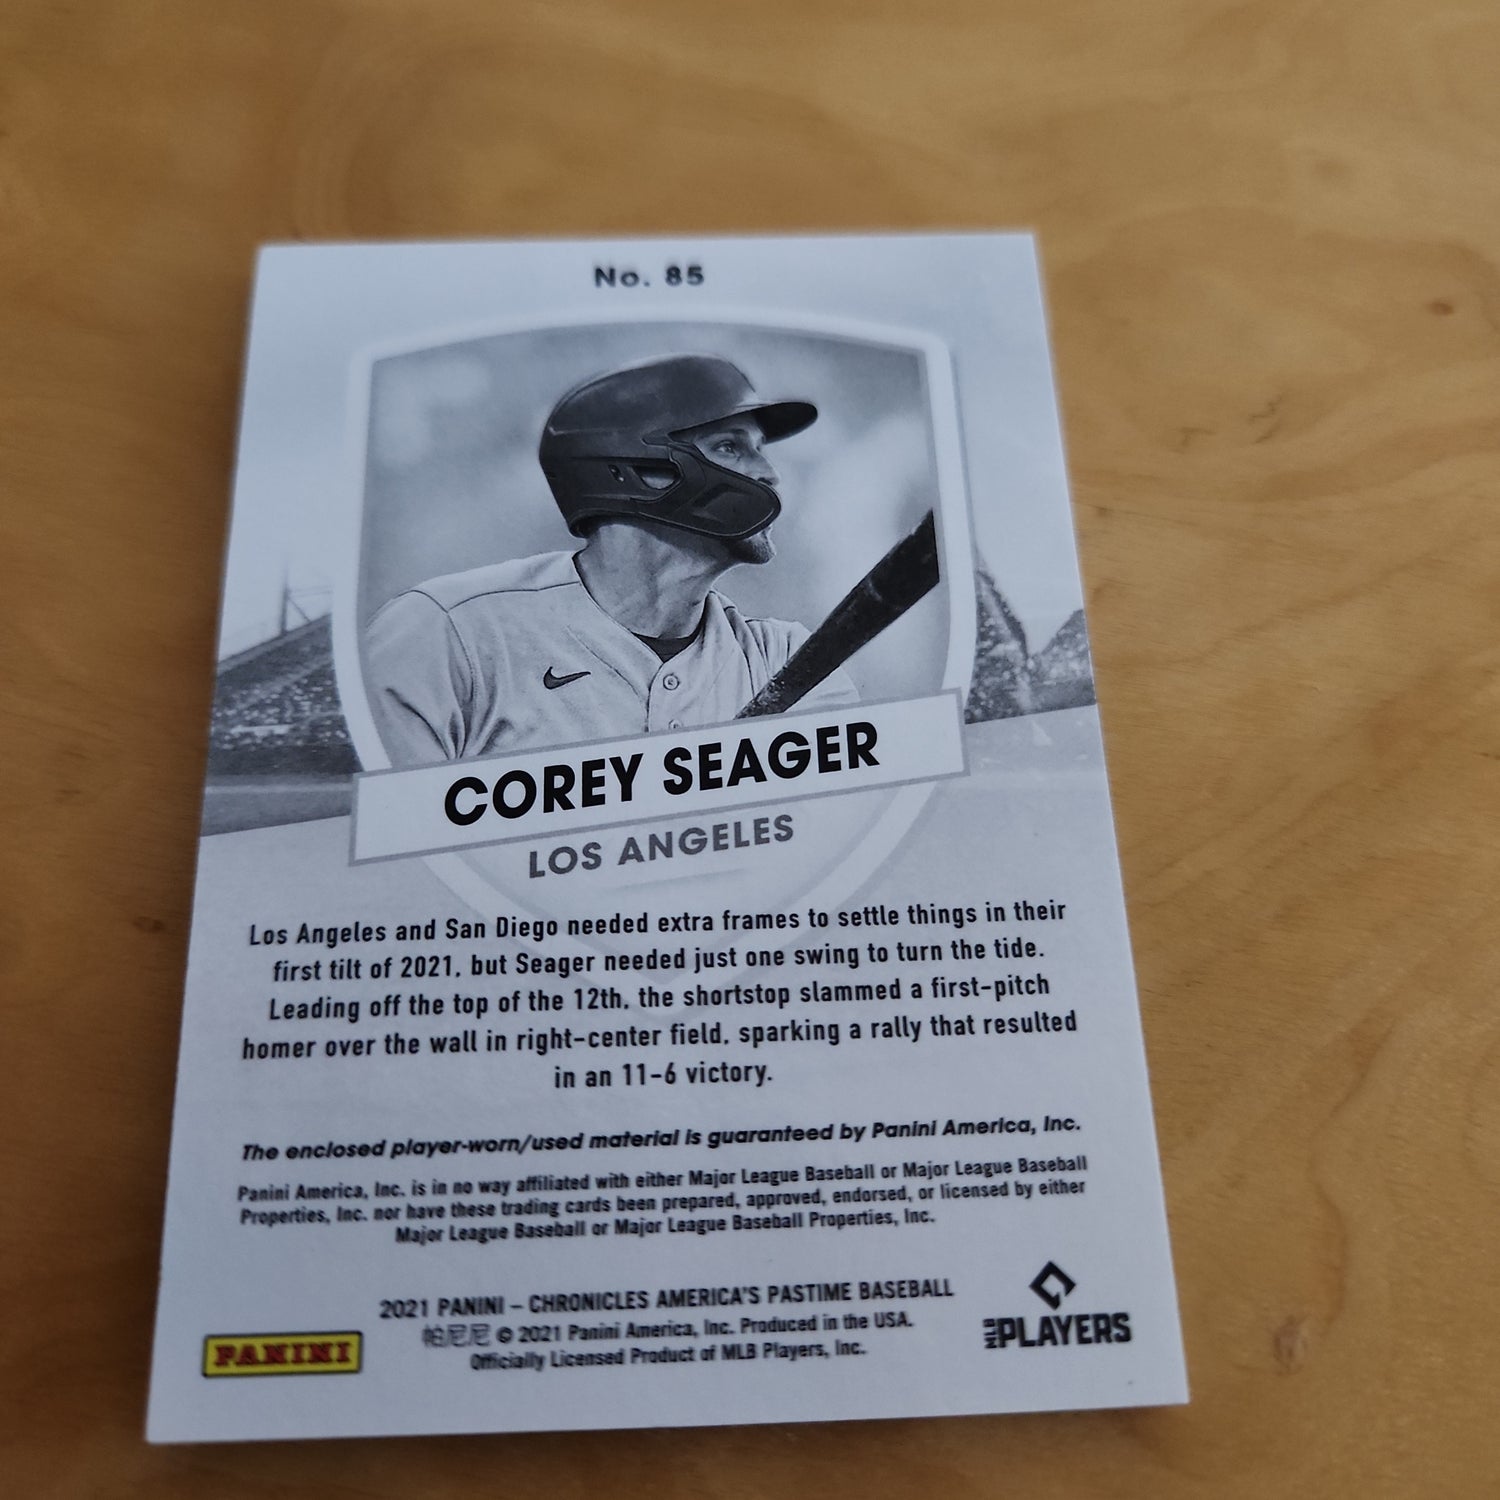 No. 85
COREY SEAGER
LOS ANGELES
Los Angeles and San Diego needed extra frames to settle things in their
first tilt of 2021, but Seager needed just one swing to turn the tide.
Leading off the top of the 12th, the shortstop slammed a first-pitch
homer over the wall in right-center field, sparking a rally that resulted
in an 11-6 victory.
The enclosed player-worn/used material is guaranteed by Panini America, Inc.
Panini America, Inc. is in no way affiliated with either Major League Baseball or Major League Baseball
Properties, Inc. nor have these trading cards been prepared, approved, endorsed, or licensed by either
Major League Baseball or Major League Baseball Properties, Inc.
2021 PANINI – CHRONICLES AMERICA'S PASTIME BASEBALL
帕尼尼 © 2021 Panini America, Inc. Produced in the USA.
Officially Licensed Product of MLB Players, Inc.
PANINI
MLB PLAYERS